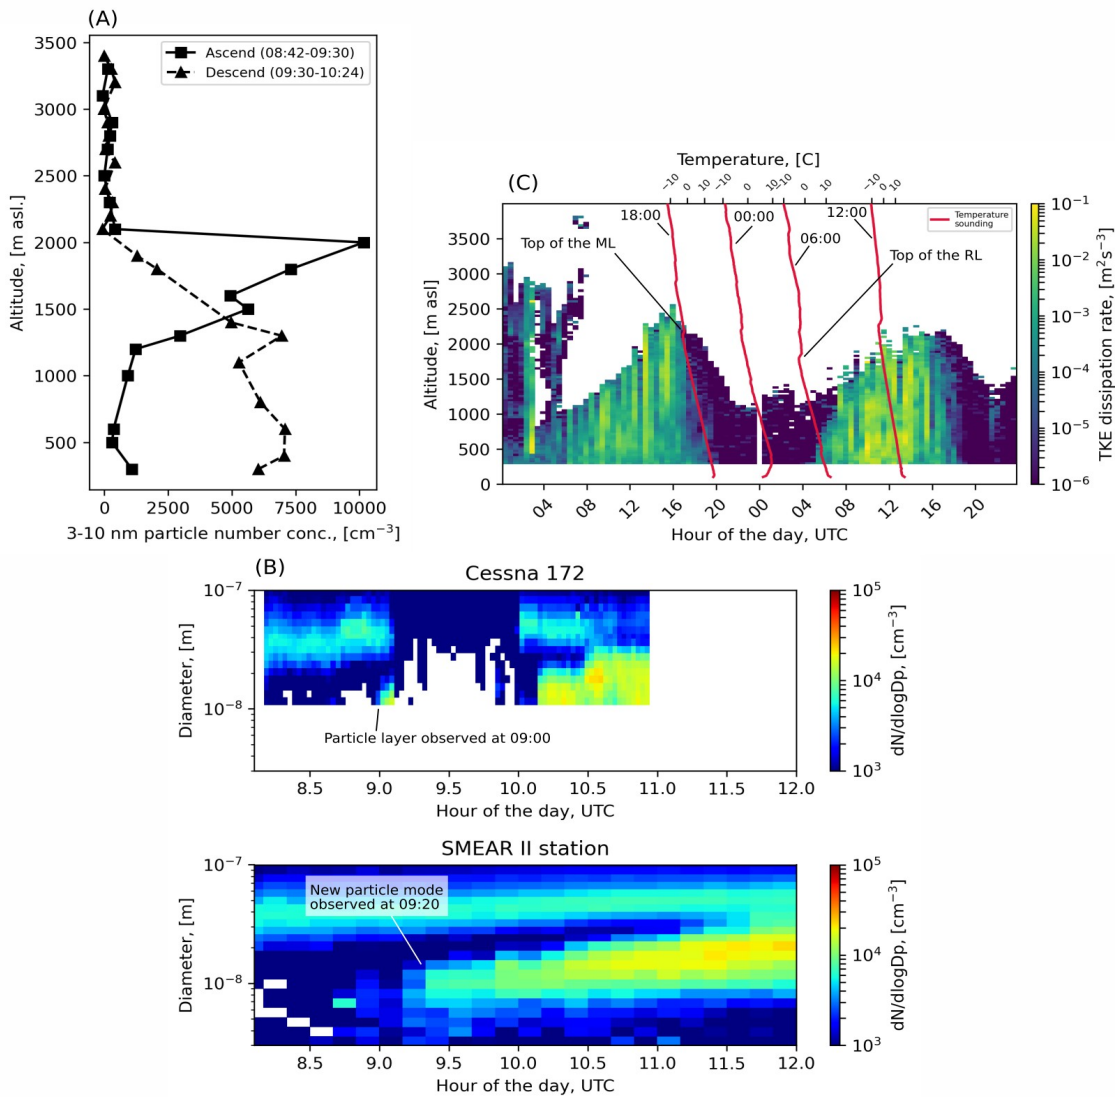 (A)
3500
3000
2500
2000
1500
1000
500
Altitude, [m asl.]
Ascend (08:42-09:30)
Descend (09:30-10:24)
0 2500 5000 7500 10000
3-10 nm particle number conc., [cm⁻³]
(C)
Temperature, [C]
−10 0 10 −10 0 10 −10 0 10 −10 0 10
18:00 00:00 06:00 12:00
Temperature
sounding
Top of the ML
Top of the RL
3500
3000
2500
2000
1500
1000
500
0
Altitude, [m asl]
04 08 12 16 20 00 04 08 12 16 20
Hour of the day, UTC
10⁻¹
10⁻²
10⁻³
10⁻⁴
10⁻⁵
10⁻⁶
TKE dissipation rate, [m²s⁻³]
(B)
Cessna 172
10⁻⁷
10⁻⁸
Diameter, [m]
Particle layer observed at 09:00
8.5 9.0 9.5 10.0 10.5 11.0 11.5 12.0
Hour of the day, UTC
10⁵
10⁴
10³
dN/dlogDp, [cm⁻³]
SMEAR II station
10⁻⁷
10⁻⁸
Diameter, [m]
New particle mode
observed at 09:20
8.5 9.0 9.5 10.0 10.5 11.0 11.5 12.0
Hour of the day, UTC
10⁵
10⁴
10³
dN/dlogDp, [cm⁻³]